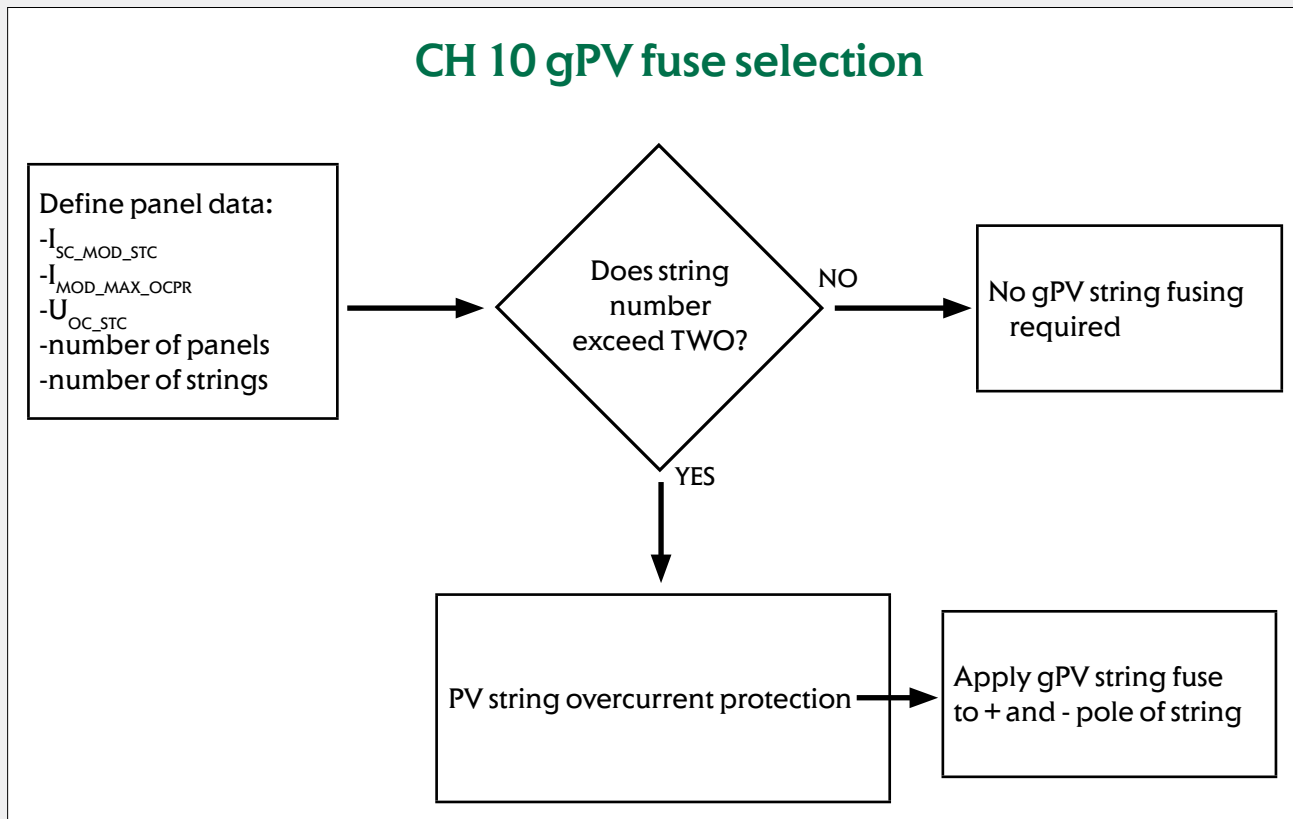 CH 10 gPV fuse selection
Define panel data:
-I_SC_MOD_STC
-I_MOD_MAX_OCPR
-U_OC_STC
-number of panels
-number of strings
Does string
number
exceed TWO?
NO
No gPV string fusing
required
YES
PV string overcurrent protection
Apply gPV string fuse
to + and - pole of string